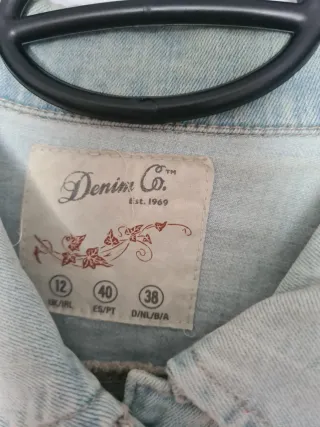 Denim Co.™
Est. 1969
12 40 38
UK/IRL ES/PT D/NL/B/A